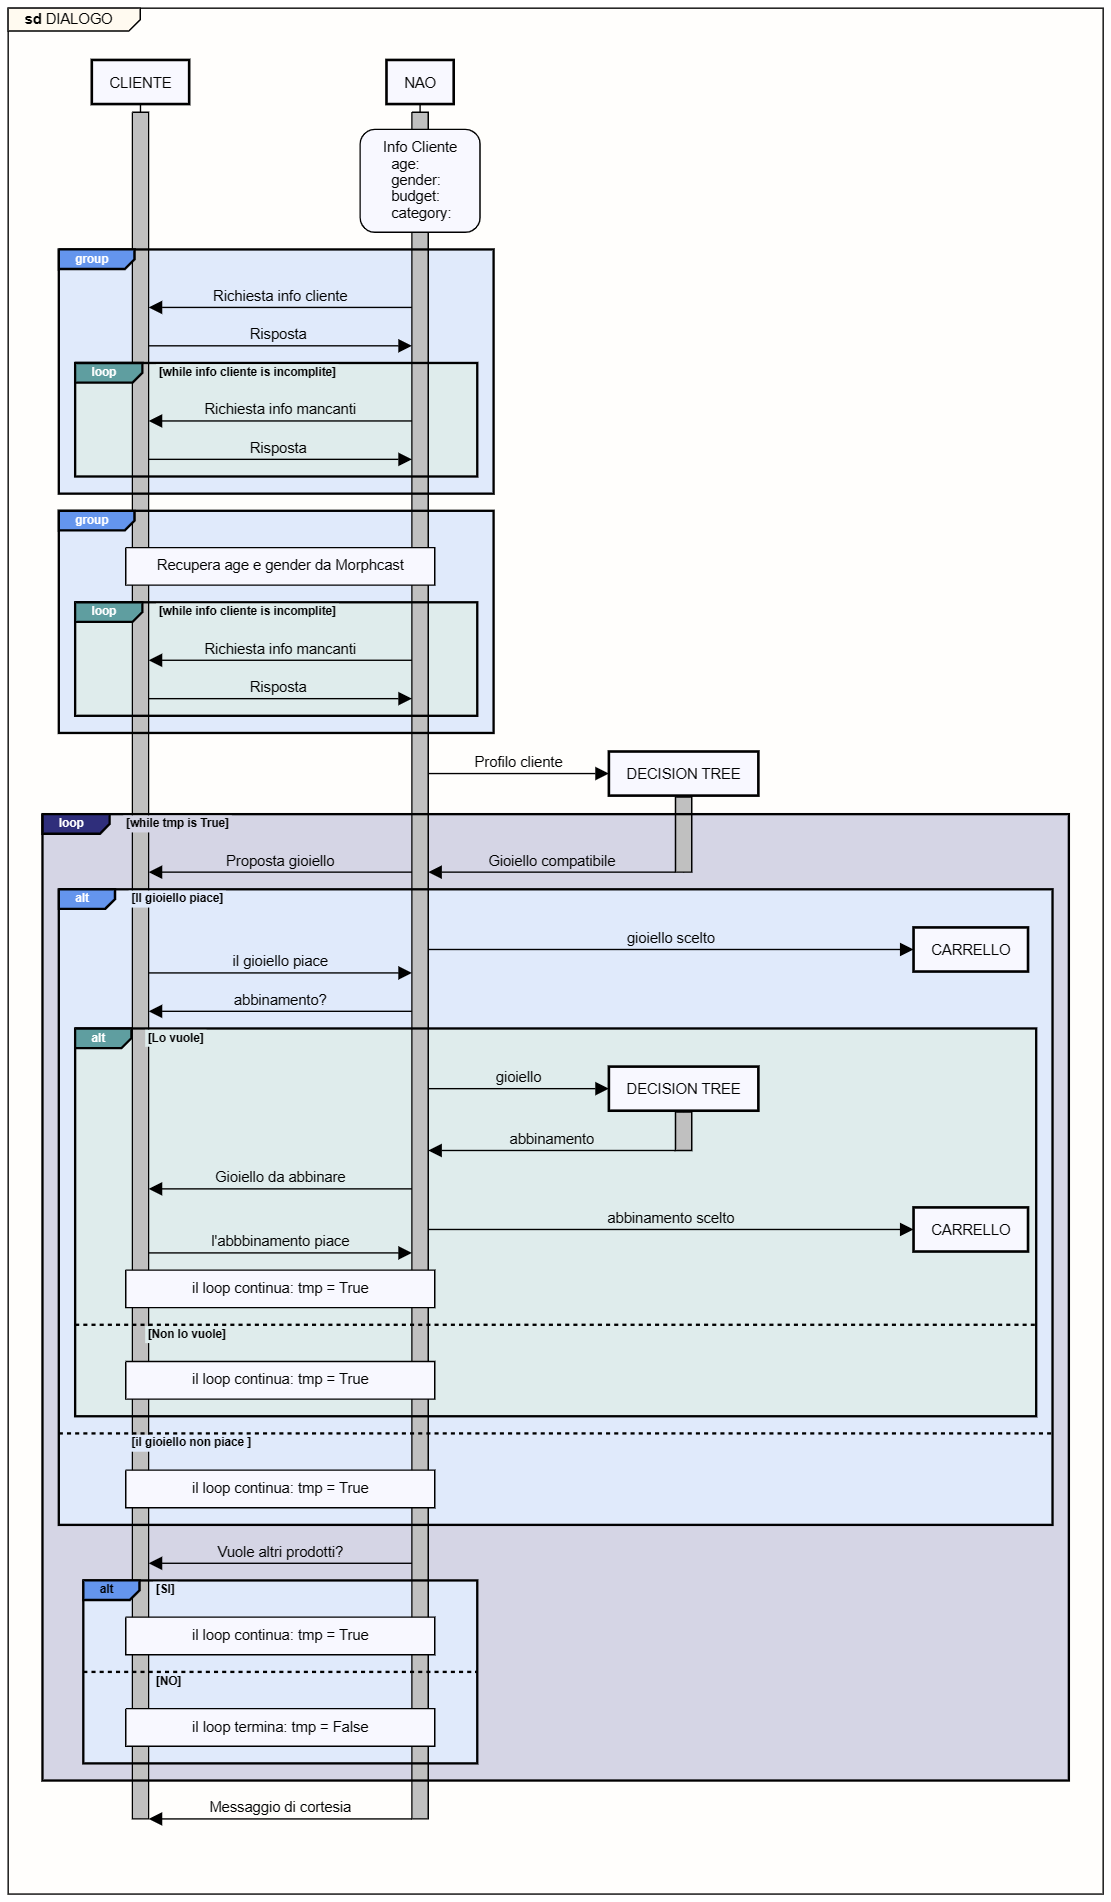 sd DIALOGO
CLIENTE
NAO
Info Cliente
age:
gender:
budget:
category:
group
Richiesta info cliente
Risposta
loop
[while info cliente is incomplite]
Richiesta info mancanti
Risposta
group
Recupera age e gender da Morphcast
loop
[while info cliente is incomplite]
Richiesta info mancanti
Risposta
Profilo cliente
DECISION TREE
loop
[while tmp is True]
Proposta gioiello
Gioiello compatibile
alt
[Il gioiello piace]
gioiello scelto
CARRELLO
il gioiello piace
abbinamento?
alt
[Lo vuole]
gioiello
DECISION TREE
abbinamento
Gioiello da abbinare
abbinamento scelto
CARRELLO
l'abbbinamento piace
il loop continua: tmp = True
[Non lo vuole]
il loop continua: tmp = True
[il gioiello non piace ]
il loop continua: tmp = True
Vuole altri prodotti?
alt
[SI]
il loop continua: tmp = True
[NO]
il loop termina: tmp = False
Messaggio di cortesia